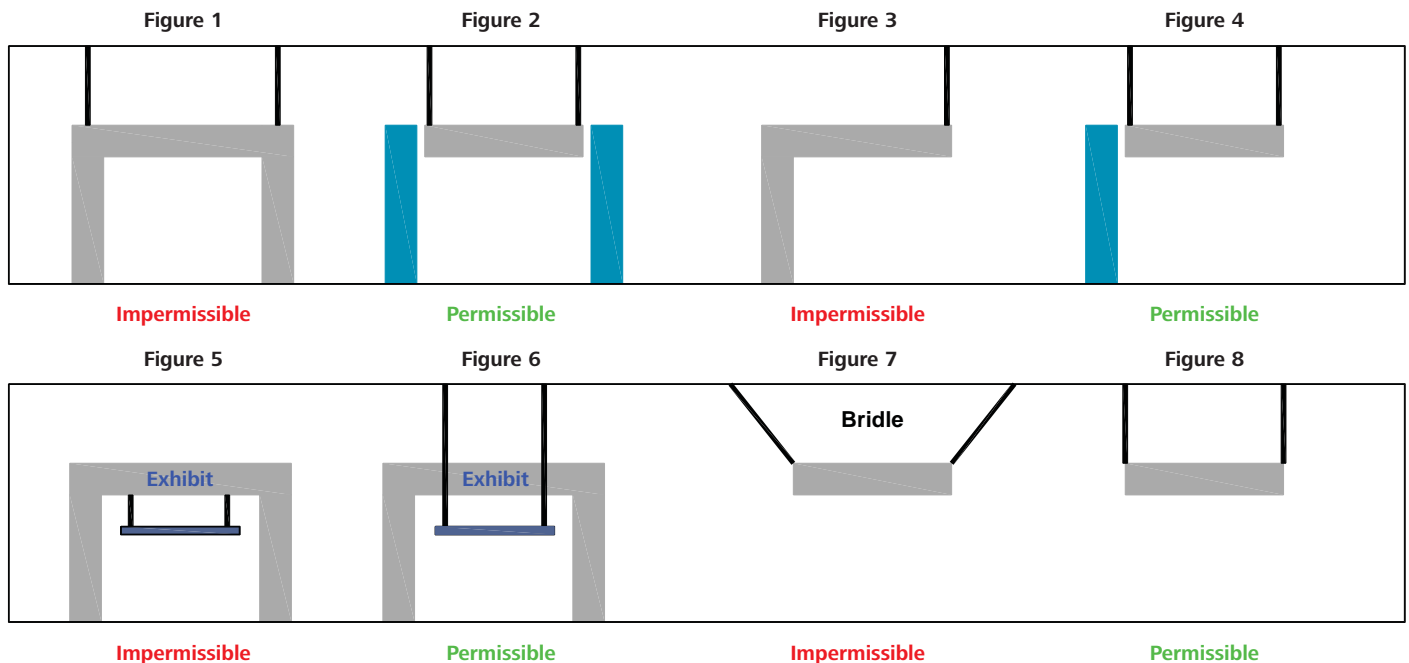 Figure 1 Figure 2 Figure 3 Figure 4
Impermissible Permissible Impermissible Permissible
Figure 5 Figure 6 Figure 7 Figure 8
Bridle
Exhibit Exhibit
Impermissible Permissible Impermissible Permissible